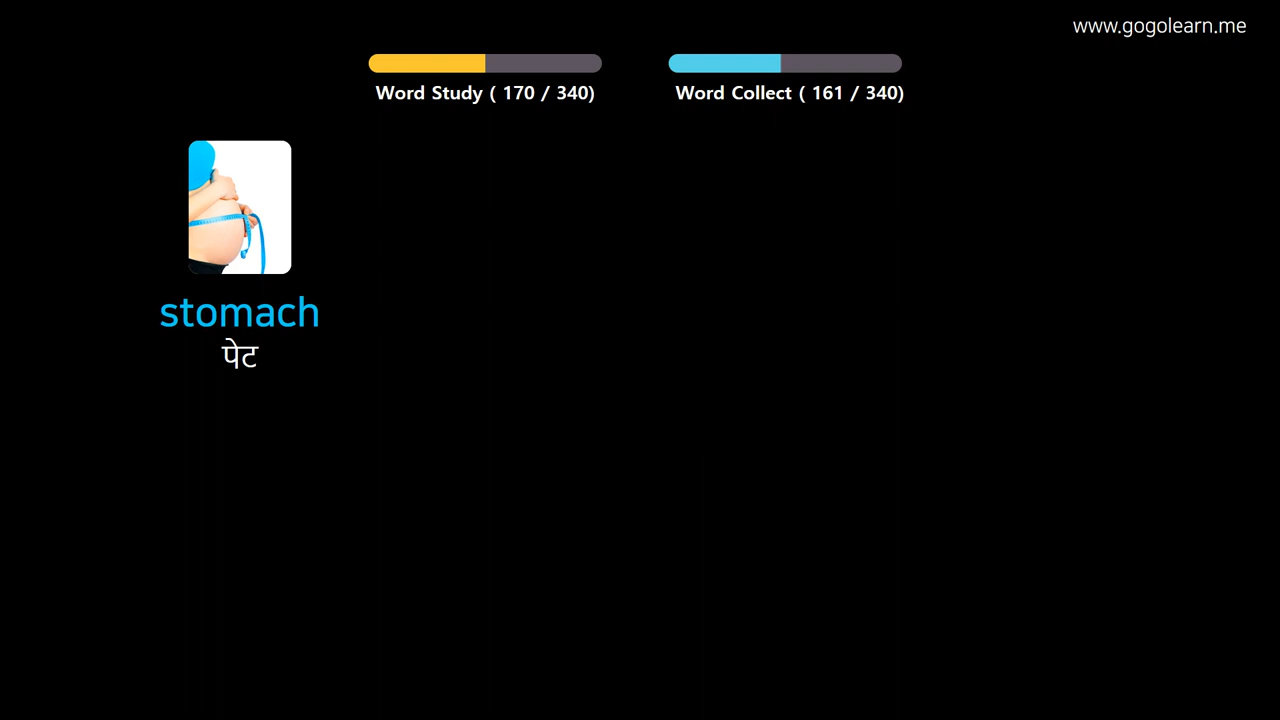 www.gogolearn.me
Word Study ( 170 / 340)
Word Collect ( 161 / 340)
stomach
पेट